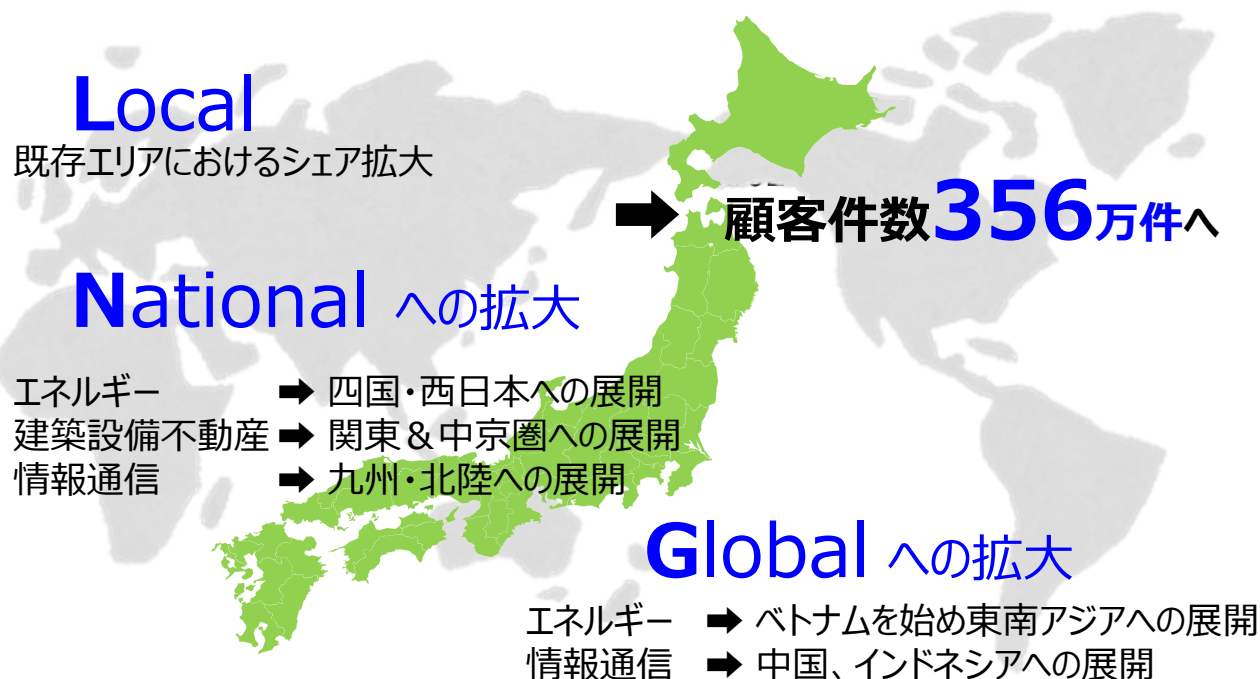 Local
既存エリアにおけるシェア拡大
➡ 顧客件数356万件へ
National への拡大
エネルギー ➡ 四国・西日本への展開
建築設備不動産 ➡ 関東＆中京圏への展開
情報通信 ➡ 九州・北陸への展開
Global への拡大
エネルギー ➡ ベトナムを始め東南アジアへの展開
情報通信 ➡ 中国、インドネシアへの展開